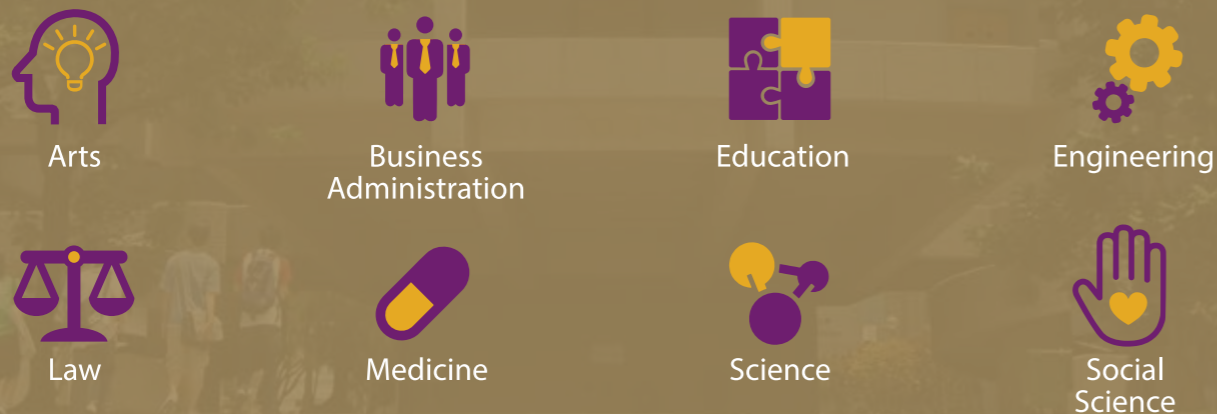 Arts
Business
Administration
Education
Engineering
Law
Medicine
Science
Social
Science